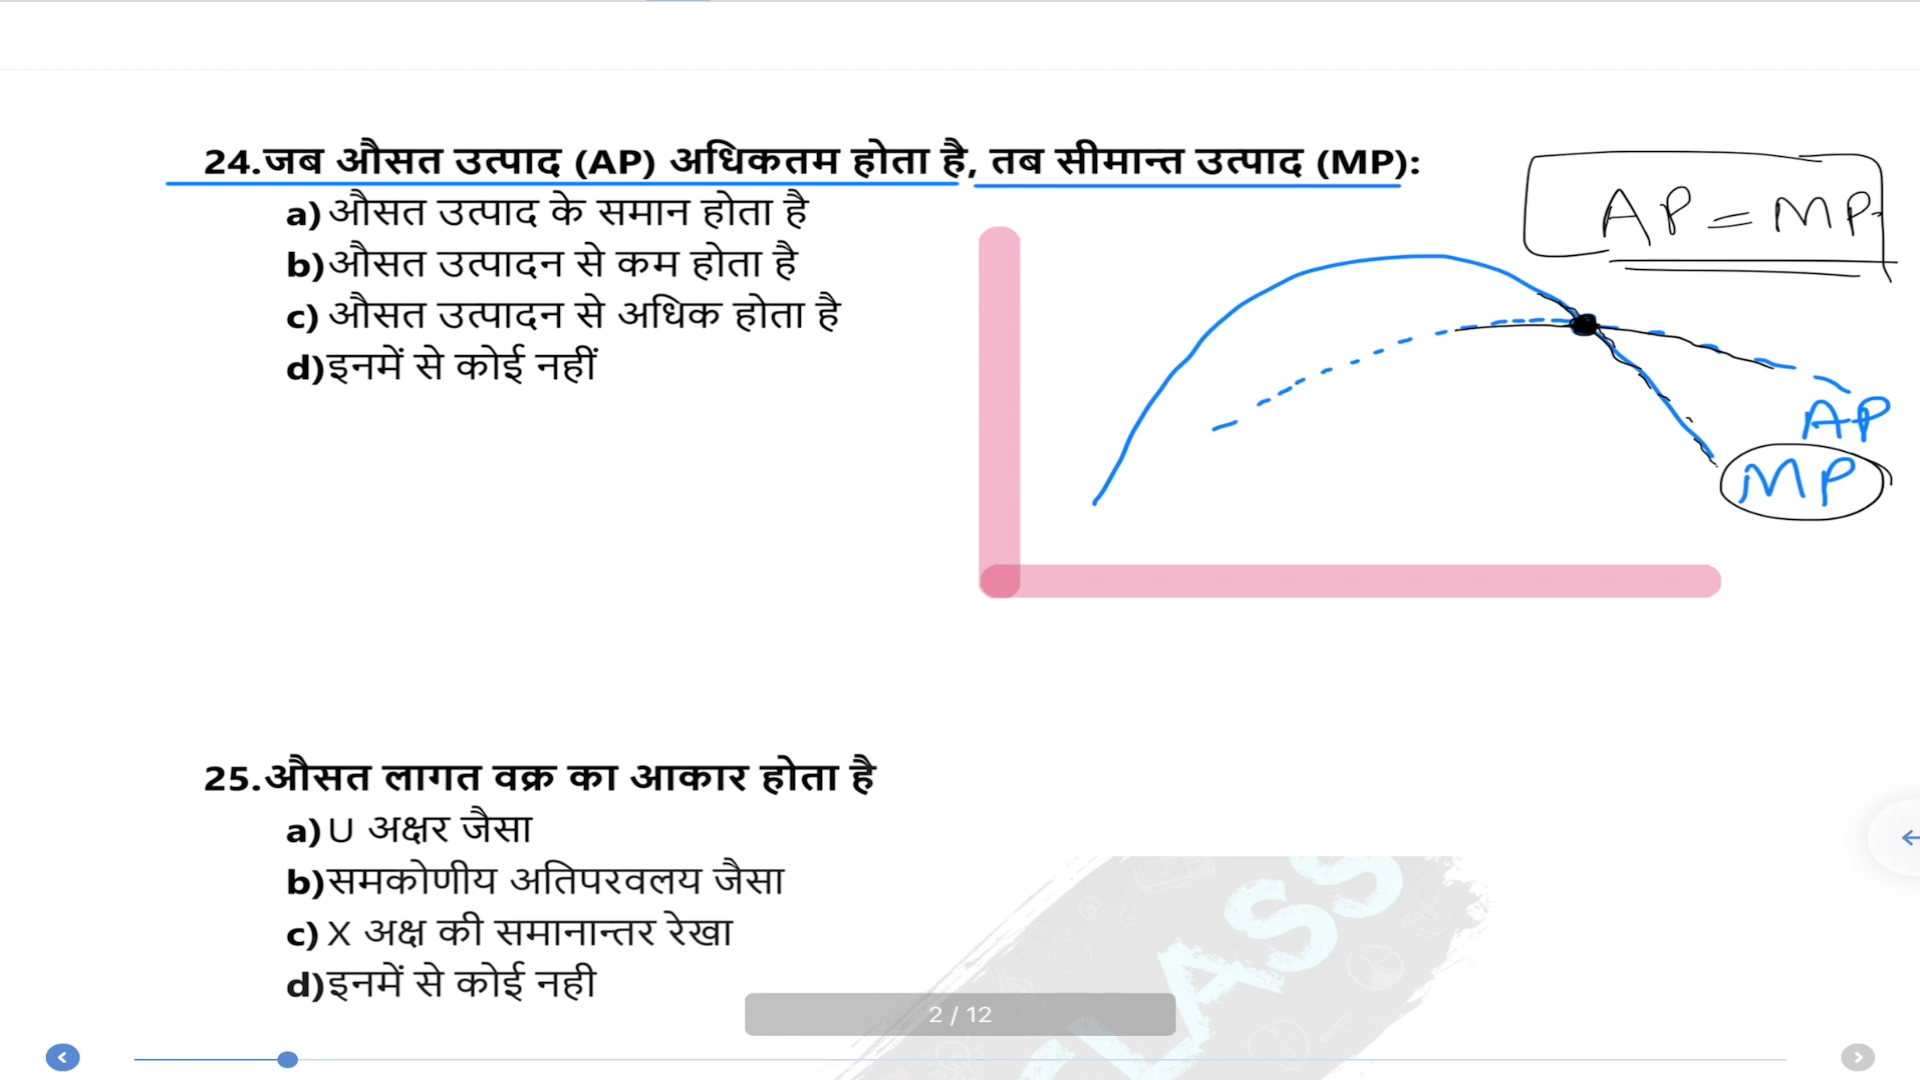 24.जब औसत उत्पाद (AP) अधिकतम होता है, तब सीमान्त उत्पाद (MP):
a) औसत उत्पाद के समान होता है
b) औसत उत्पादन से कम होता है
c) औसत उत्पादन से अधिक होता है
d) इनमें से कोई नहीं
AP = MP
AP
MP
25.औसत लागत वक्र का आकार होता है
a) U अक्षर जैसा
b) समकोणीय अतिपरवलय जैसा
c) X अक्ष की समानान्तर रेखा
d) इनमें से कोई नही
CLASS
2 / 12